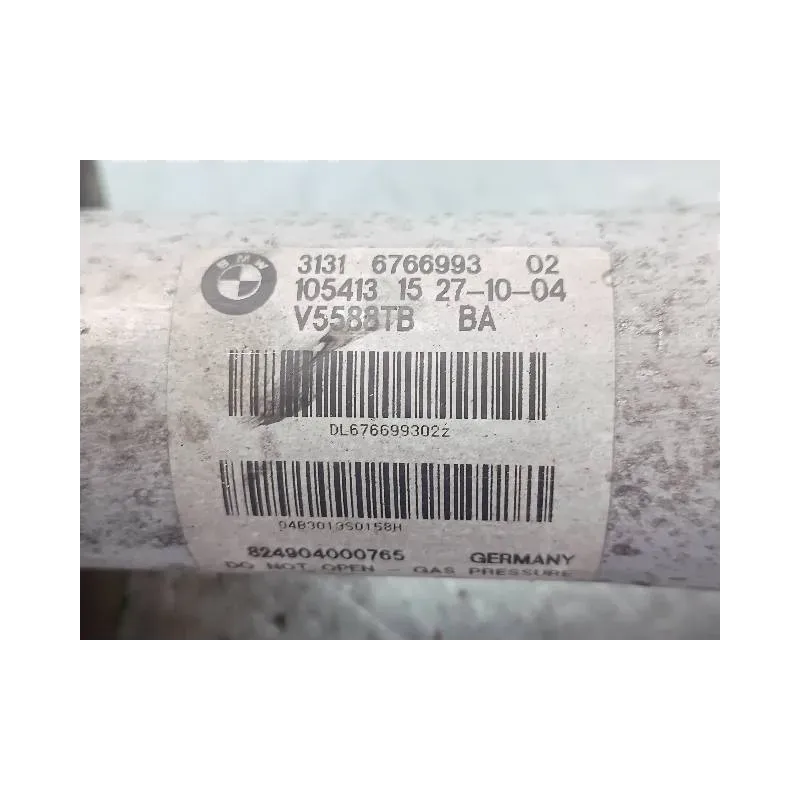 BMW
3131 6766993 02
105413 15 27-10-04
V5588TB BA
DL676699302z
04B3013S0158H
824904000765 GERMANY
DO NOT OPEN - GAS PRESSURE